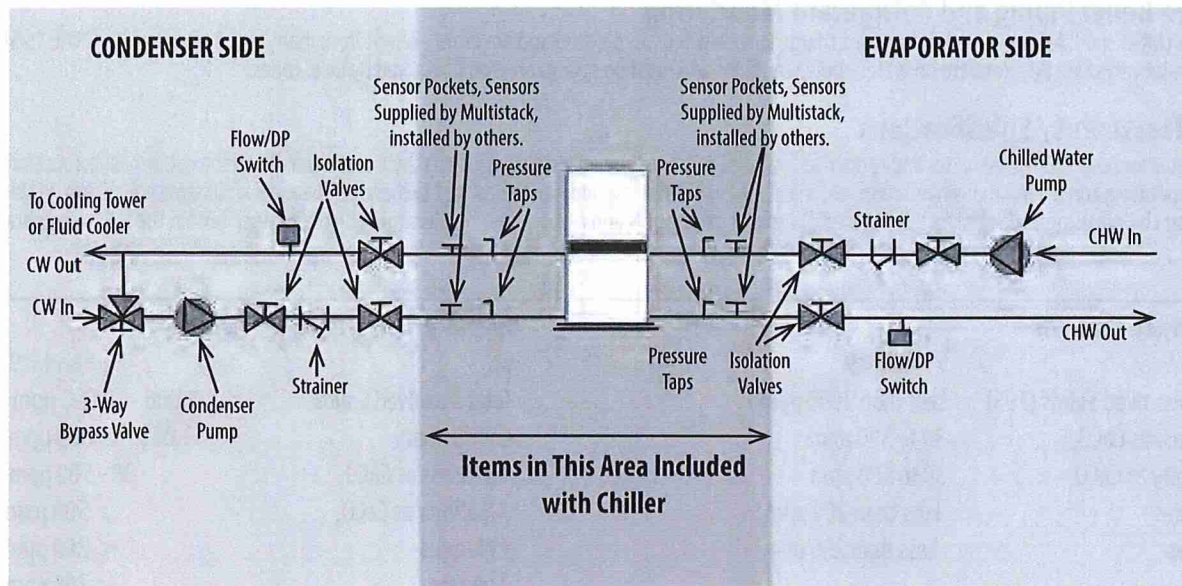 CONDENSER SIDE
EVAPORATOR SIDE
Sensor Pockets, Sensors
Supplied by Multistack,
installed by others.
Sensor Pockets, Sensors
Supplied by Multistack,
installed by others.
Flow/DP
Switch
Isolation
Valves
Pressure
Taps
Pressure
Taps
Chilled Water
Pump
Strainer
To Cooling Tower
or Fluid Cooler
CW Out
CHW In
CW In
CHW Out
3-Way
Bypass Valve
Condenser
Pump
Strainer
Pressure
Taps
Isolation
Valves
Flow/DP
Switch
Items in This Area Included
with Chiller